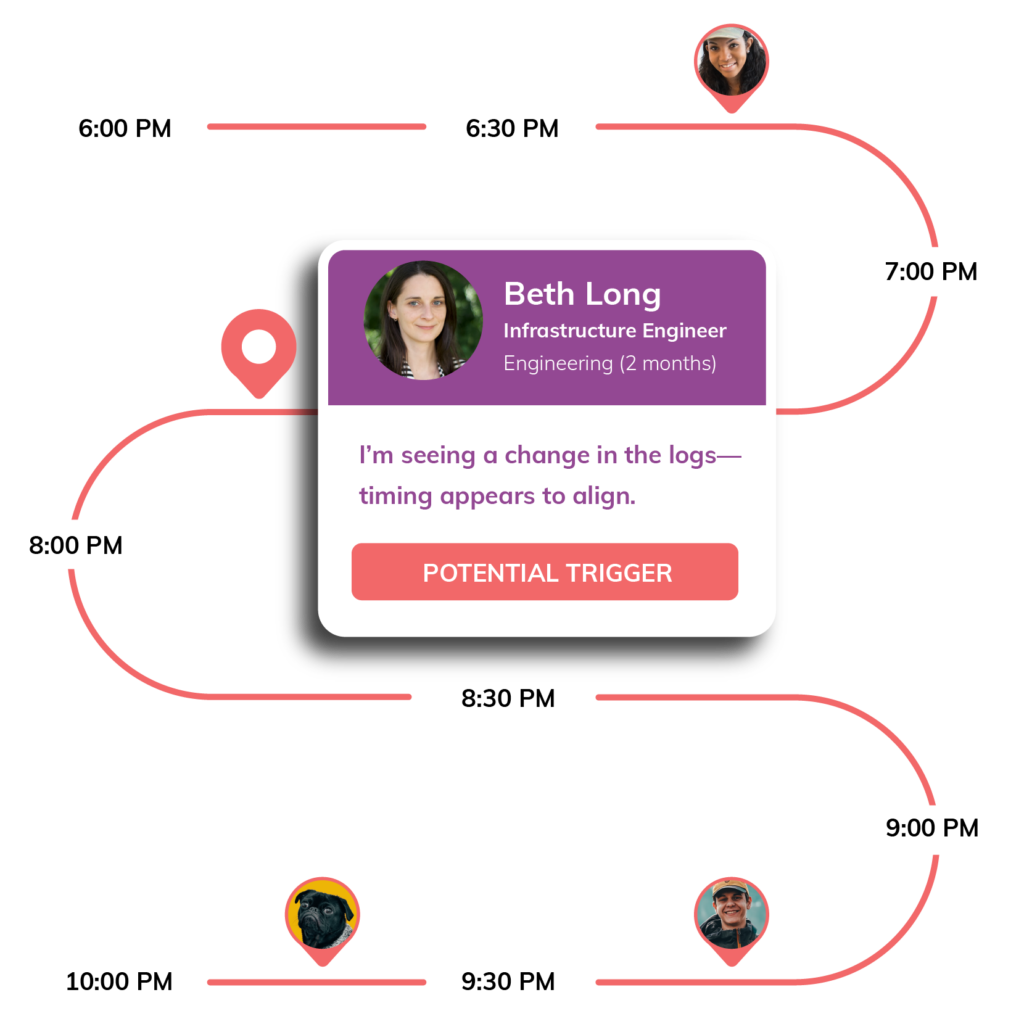 6:00 PM
6:30 PM
7:00 PM
Beth Long
Infrastructure Engineer
Engineering (2 months)
I’m seeing a change in the logs—
timing appears to align.
POTENTIAL TRIGGER
8:00 PM
8:30 PM
9:00 PM
9:30 PM
10:00 PM